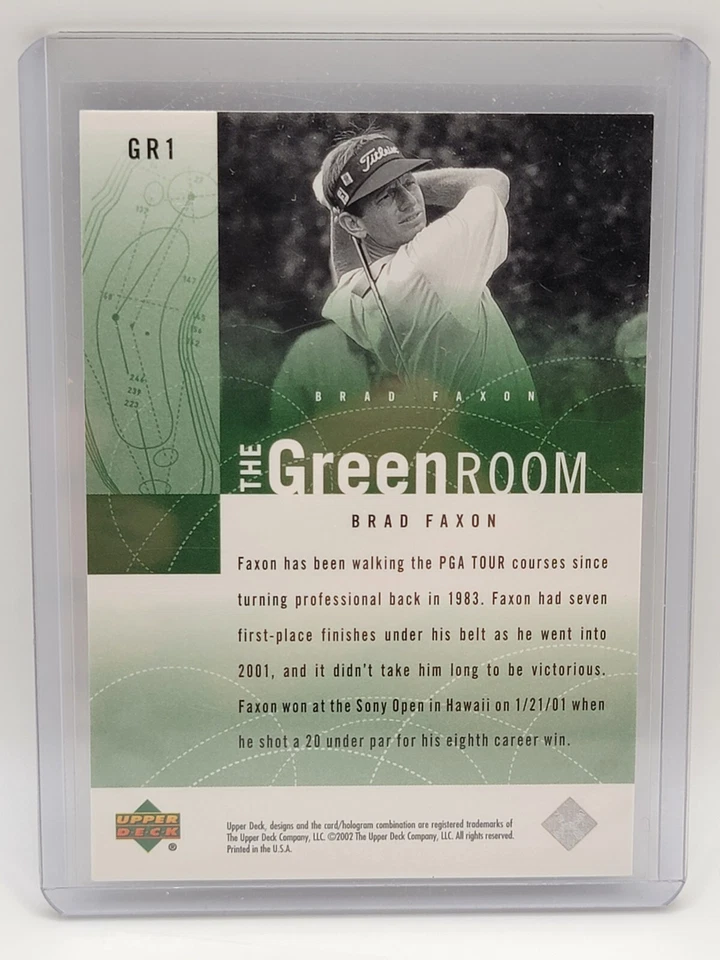 GR1
Titleist
BRAD FAXON
THE GreenROOM
BRAD FAXON
Faxon has been walking the PGA TOUR courses since
turning professional back in 1983. Faxon had seven
first-place finishes under his belt as he went into
2001, and it didn't take him long to be victorious.
Faxon won at the Sony Open in Hawaii on 1/21/01 when
he shot a 20 under par for his eighth career win.
UPPER
DECK
®
Upper Deck, designs and the card/hologram combination are registered trademarks of
The Upper Deck Company, LLC. ©2002 The Upper Deck Company, LLC. All rights reserved.
Printed in the U.S.A.
239
223